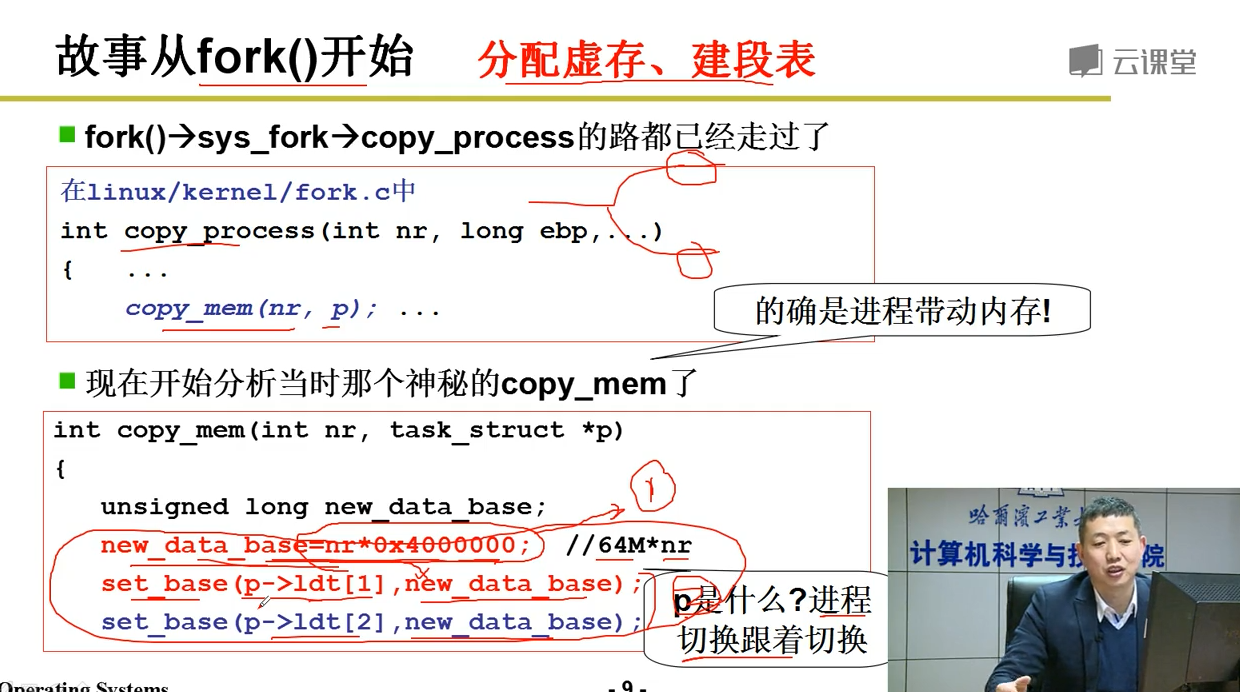 故事从fork()开始 分配虚存、建段表
云课堂
fork()→sys_fork→copy_process的路都已经走过了
在linux/kernel/fork.c中
int copy_process(int nr, long ebp,...)
{ ...
copy_mem(nr, p); ...
的确是进程带动内存!
现在开始分析当时那个神秘的copy_mem了
int copy_mem(int nr, task_struct *p)
{
unsigned long new_data_base;
new_data_base=nr*0x4000000; //64M*nr
set_base(p->ldt[1],new_data_base);
set_base(p->ldt[2],new_data_base);
p是什么?进程
切换跟着切换
哈尔滨工业
计算机科学与技 院
Operating Systems
- 9 -